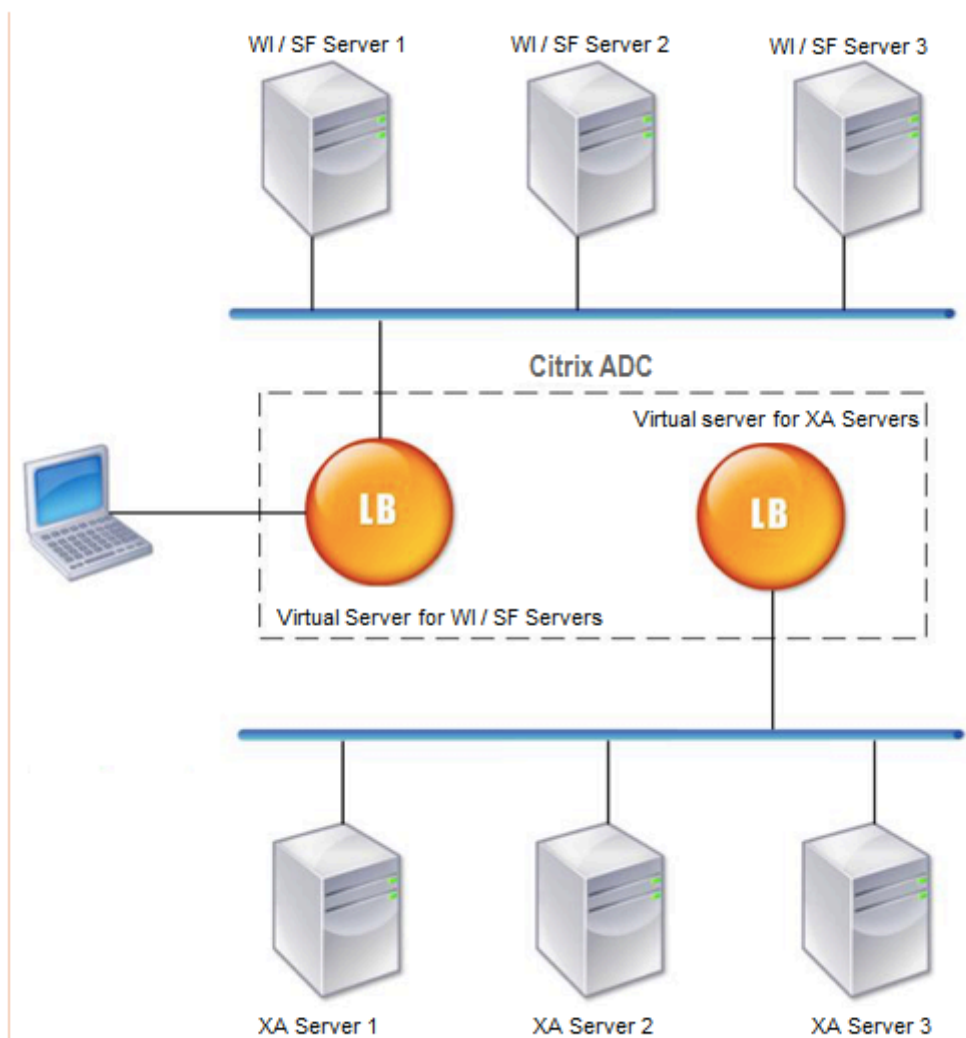 WI / SF Server 1
WI / SF Server 2
WI / SF Server 3
Citrix ADC
Virtual server for XA Servers
LB
LB
Virtual Server for WI / SF Servers
XA Server 1
XA Server 2
XA Server 3